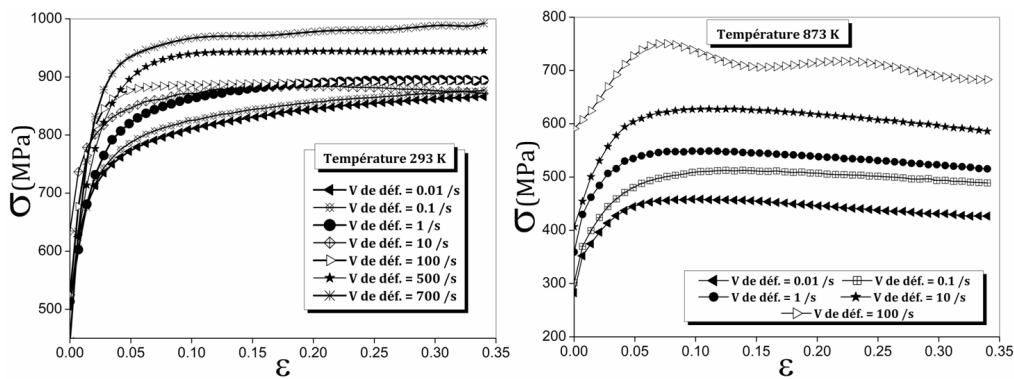 1000
900
800
700
600
500
σ(MPa)
0.00 0.05 0.10 0.15 0.20 0.25 0.30 0.35
ε
Température 293 K
V de déf. = 0.01 /s
V de déf. = 0.1 /s
V de déf. = 1 /s
V de déf. = 10 /s
V de déf. = 100 /s
V de déf. = 500 /s
V de déf. = 700 /s
800
700
600
500
400
300
200
σ(MPa)
0.00 0.05 0.10 0.15 0.20 0.25 0.30 0.35
ε
Température 873 K
V de déf. = 0.01 /s V de déf. = 0.1 /s
V de déf. = 1 /s V de déf. = 10 /s
V de déf. = 100 /s